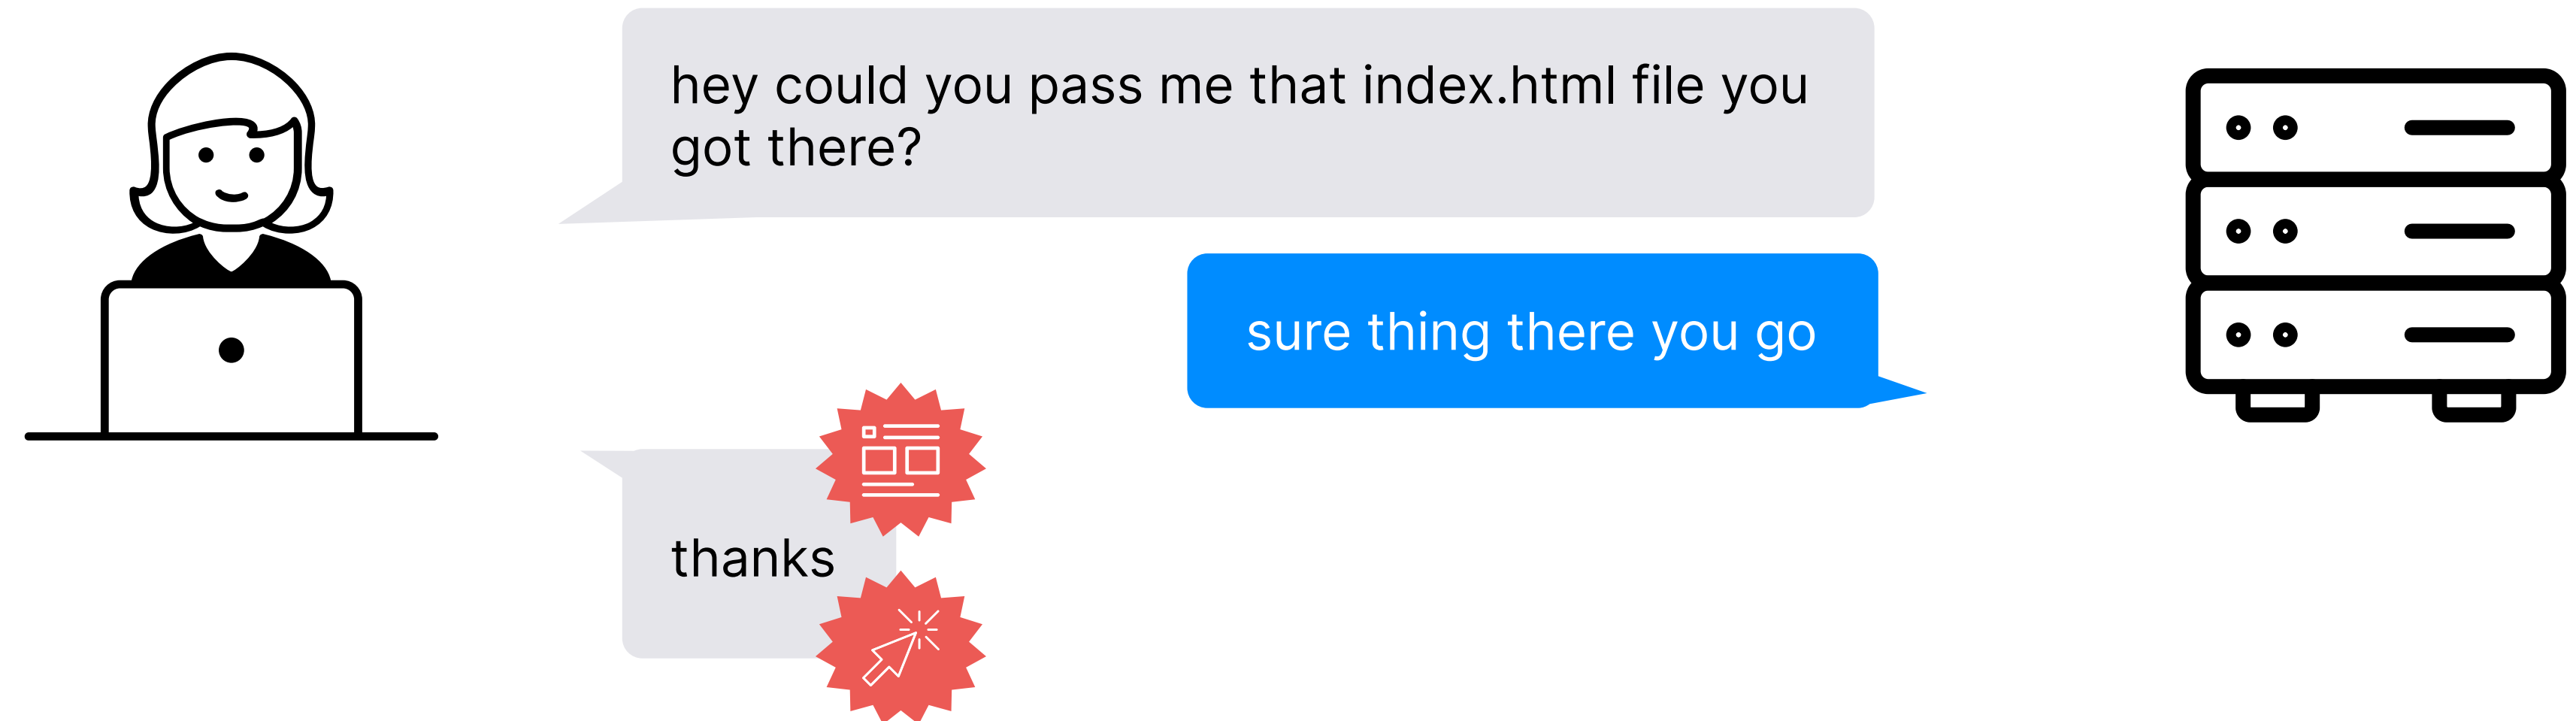 hey could you pass me that index.html file you
got there?
sure thing there you go
thanks